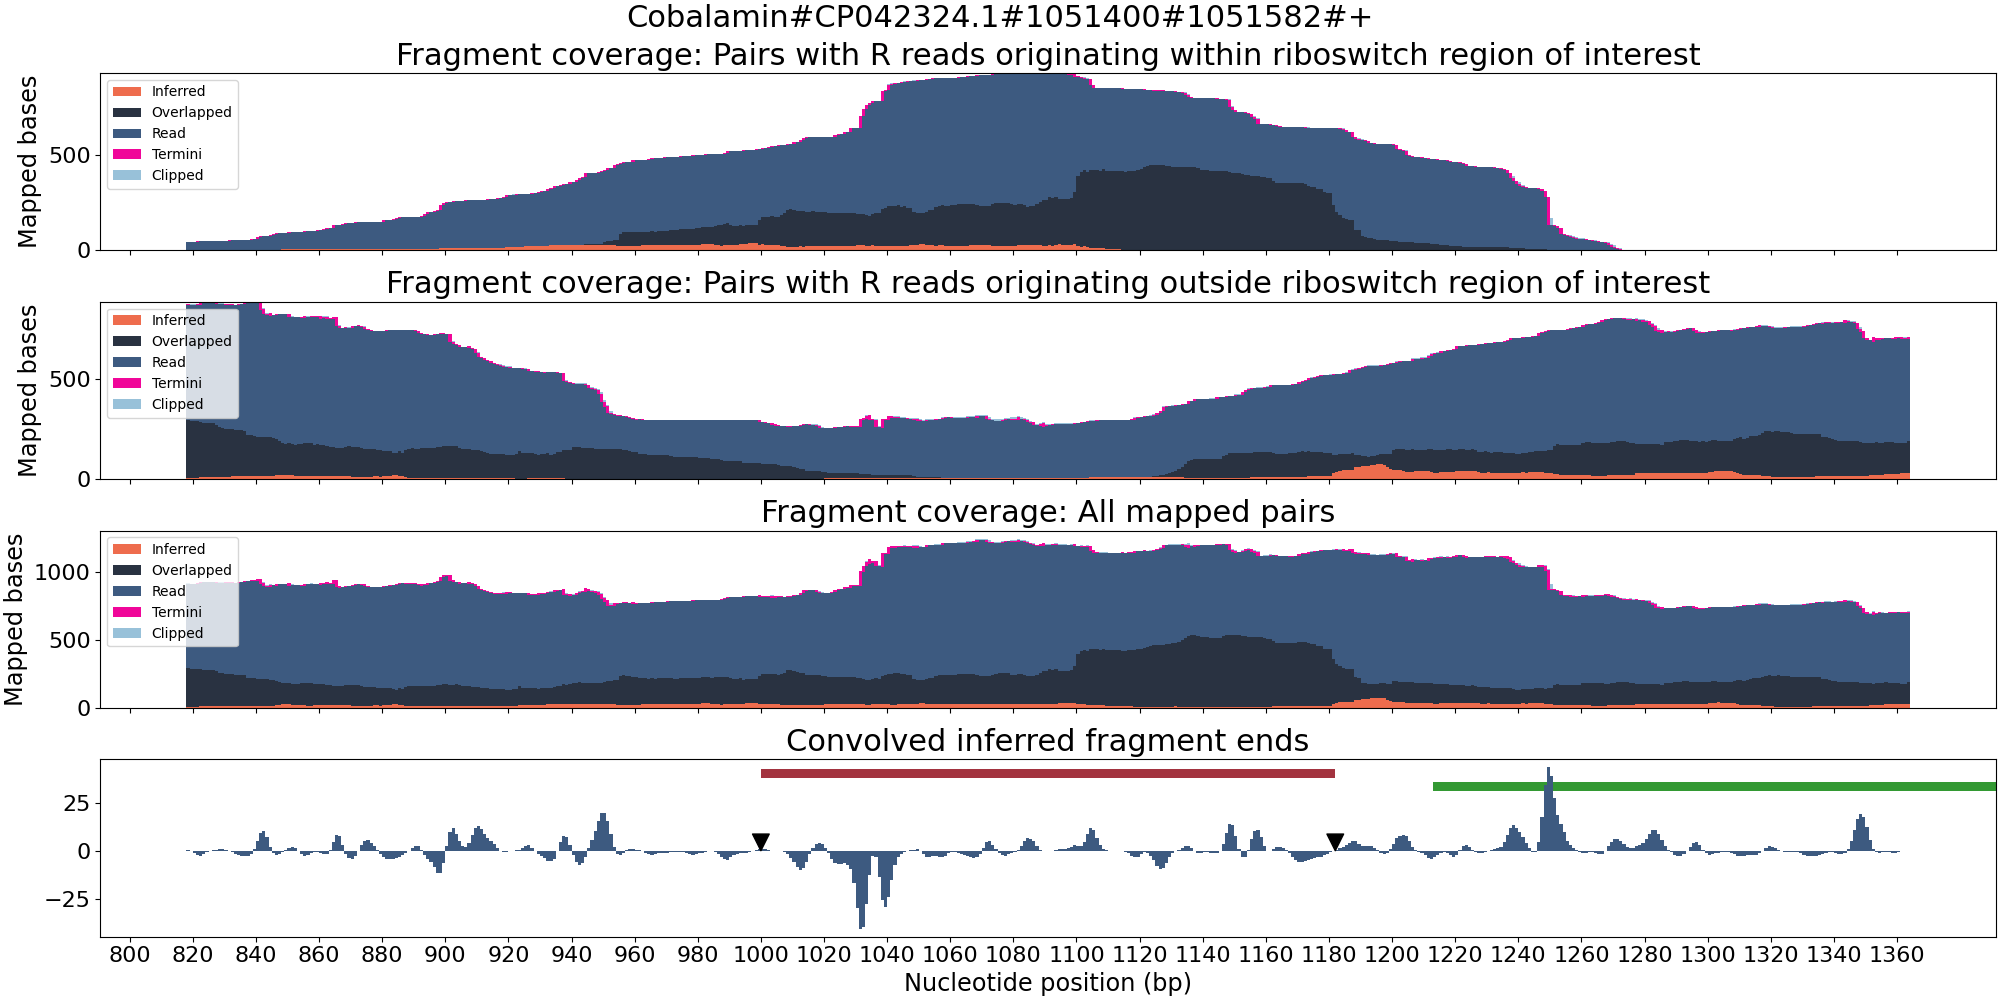 Cobalamin#CP042324.1#1051400#1051582#+
Fragment coverage: Pairs with R reads originating within riboswitch region of interest
Mapped bases
500
0
Inferred
Overlapped
Read
Termini
Clipped
Fragment coverage: Pairs with R reads originating outside riboswitch region of interest
Mapped bases
500
0
Inferred
Overlapped
Read
Termini
Clipped
Fragment coverage: All mapped pairs
Mapped bases
1000
500
0
Inferred
Overlapped
Read
Termini
Clipped
Convolved inferred fragment ends
25
0
−25
800 820 840 860 880 900 920 940 960 980 1000 1020 1040 1060 1080 1100 1120 1140 1160 1180 1200 1220 1240 1260 1280 1300 1320 1340 1360
Nucleotide position (bp)